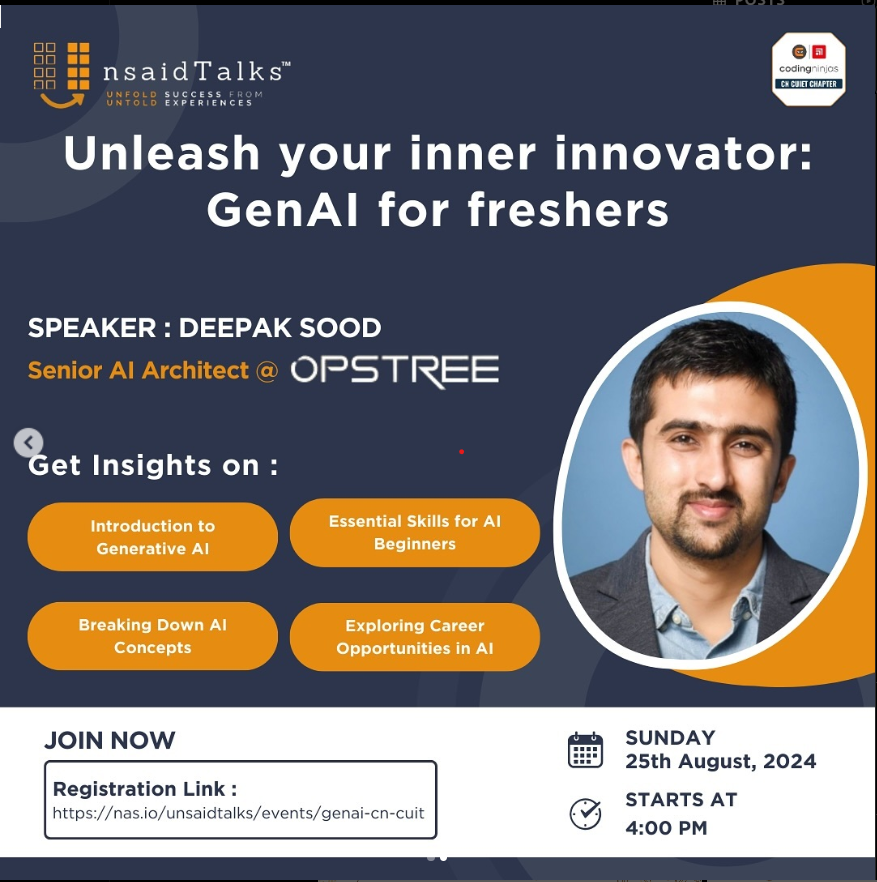 POSTS
nsaidTalks™
UNFOLD SUCCESS FROM
UNTOLD EXPERIENCES
codingninjas
CN CUIET CHAPTER
Unleash your inner innovator:
GenAI for freshers
SPEAKER : DEEPAK SOOD
Senior AI Architect @ OPSTREE
Get Insights on :
Introduction to
Generative AI
Essential Skills for AI
Beginners
Breaking Down AI
Concepts
Exploring Career
Opportunities in AI
JOIN NOW
Registration Link :
https://nas.io/unsaidtalks/events/genai-cn-cuit
SUNDAY
25th August, 2024
STARTS AT
4:00 PM